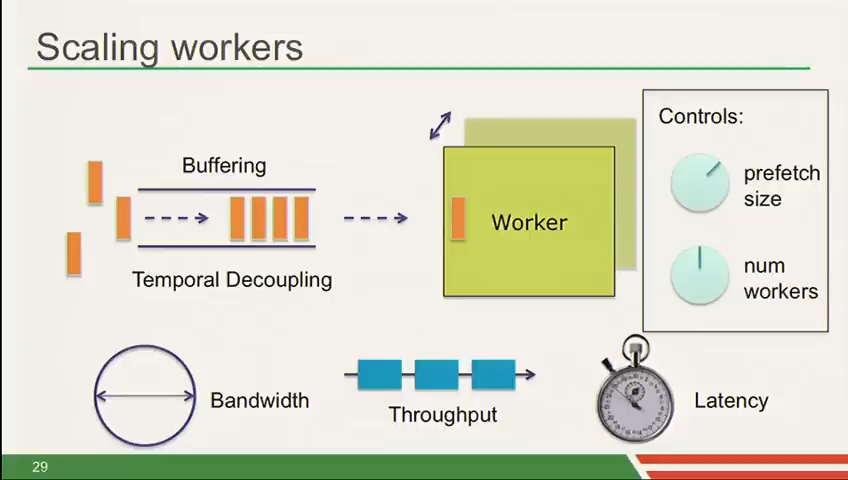 Scaling workers
Buffering
Temporal Decoupling
Worker
Controls:
prefetch
size
num
workers
Bandwidth
Throughput
Latency
29